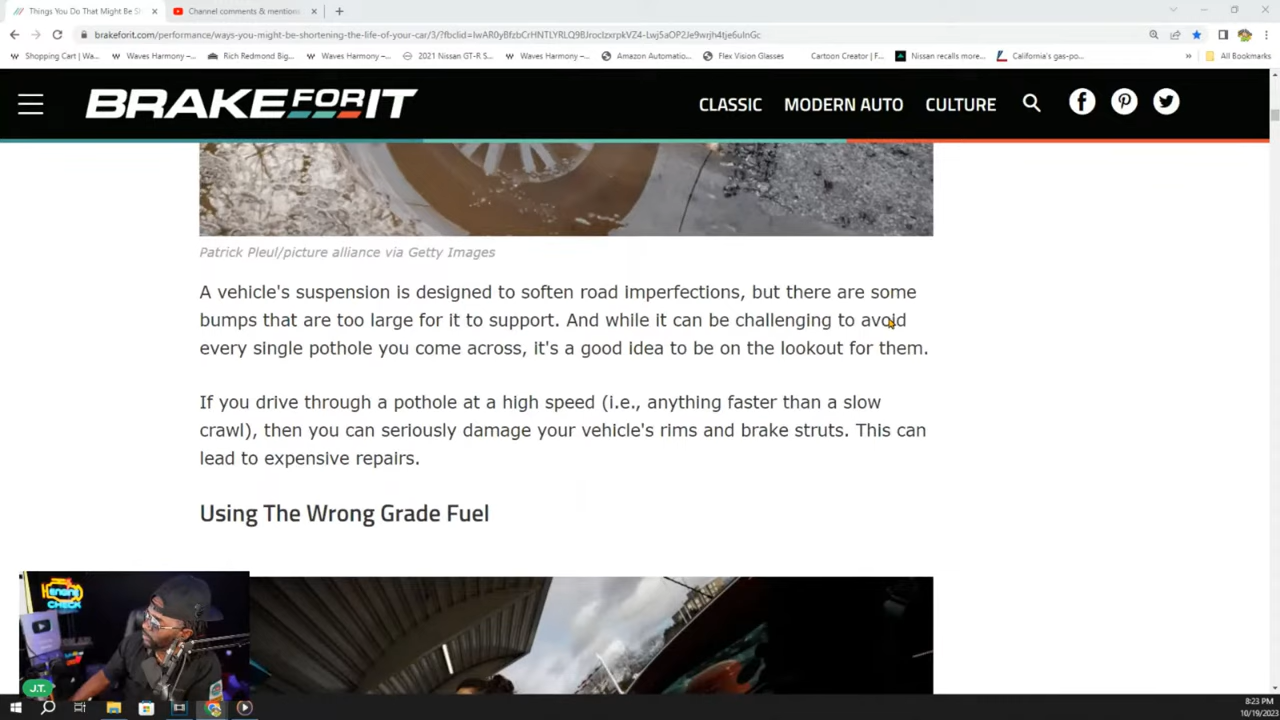 Things You Do That Might Be Sh
Channel comments & mention
brakeforit.com/performance/ways-you-might-be-shortening-the-life-of-your-car/3/?fbclid=
Shopping Cart | Wa...
Waves Harmony –...
Rich Redmond Big...
Waves Harmony –...
2021 Nissan GT-R S...
Waves Harmony –...
Amazon Automatio...
Flex Vision Glasses
Cartoon Creator | F...
Nissan recalls more...
California's gas-po...
»
All Bookmarks
BRAKE FOR IT
CLASSIC
MODERN AUTO
CULTURE
Patrick Pleul/picture alliance via Getty Images
A vehicle's suspension is designed to soften road imperfections, but there are some
bumps that are too large for it to support. And while it can be challenging to avoid
every single pothole you come across, it's a good idea to be on the lookout for them.
If you drive through a pothole at a high speed (i.e., anything faster than a slow
crawl), then you can seriously damage your vehicle's rims and brake struts. This can
lead to expensive repairs.
Using The Wrong Grade Fuel
engine
CHECK
J.T.
8:23 PM
10/19/2023